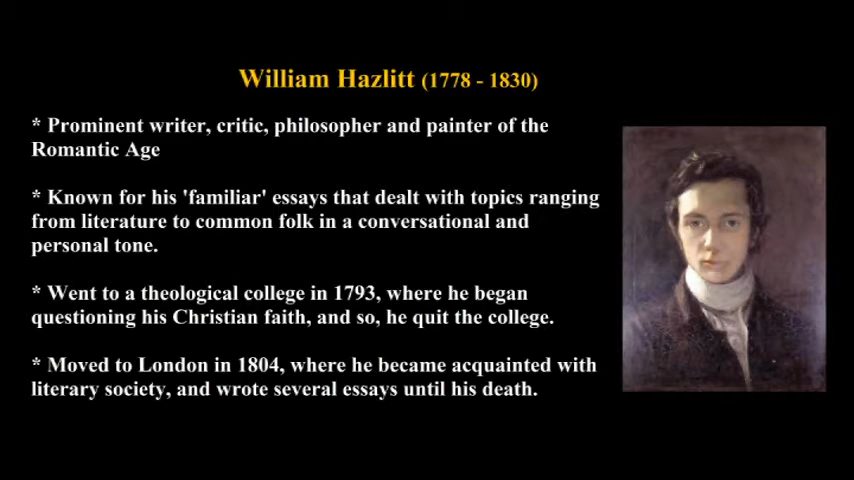 William Hazlitt (1778 - 1830)
* Prominent writer, critic, philosopher and painter of the
Romantic Age
* Known for his 'familiar' essays that dealt with topics ranging
from literature to common folk in a conversational and
personal tone.
* Went to a theological college in 1793, where he began
questioning his Christian faith, and so, he quit the college.
* Moved to London in 1804, where he became acquainted with
literary society, and wrote several essays until his death.